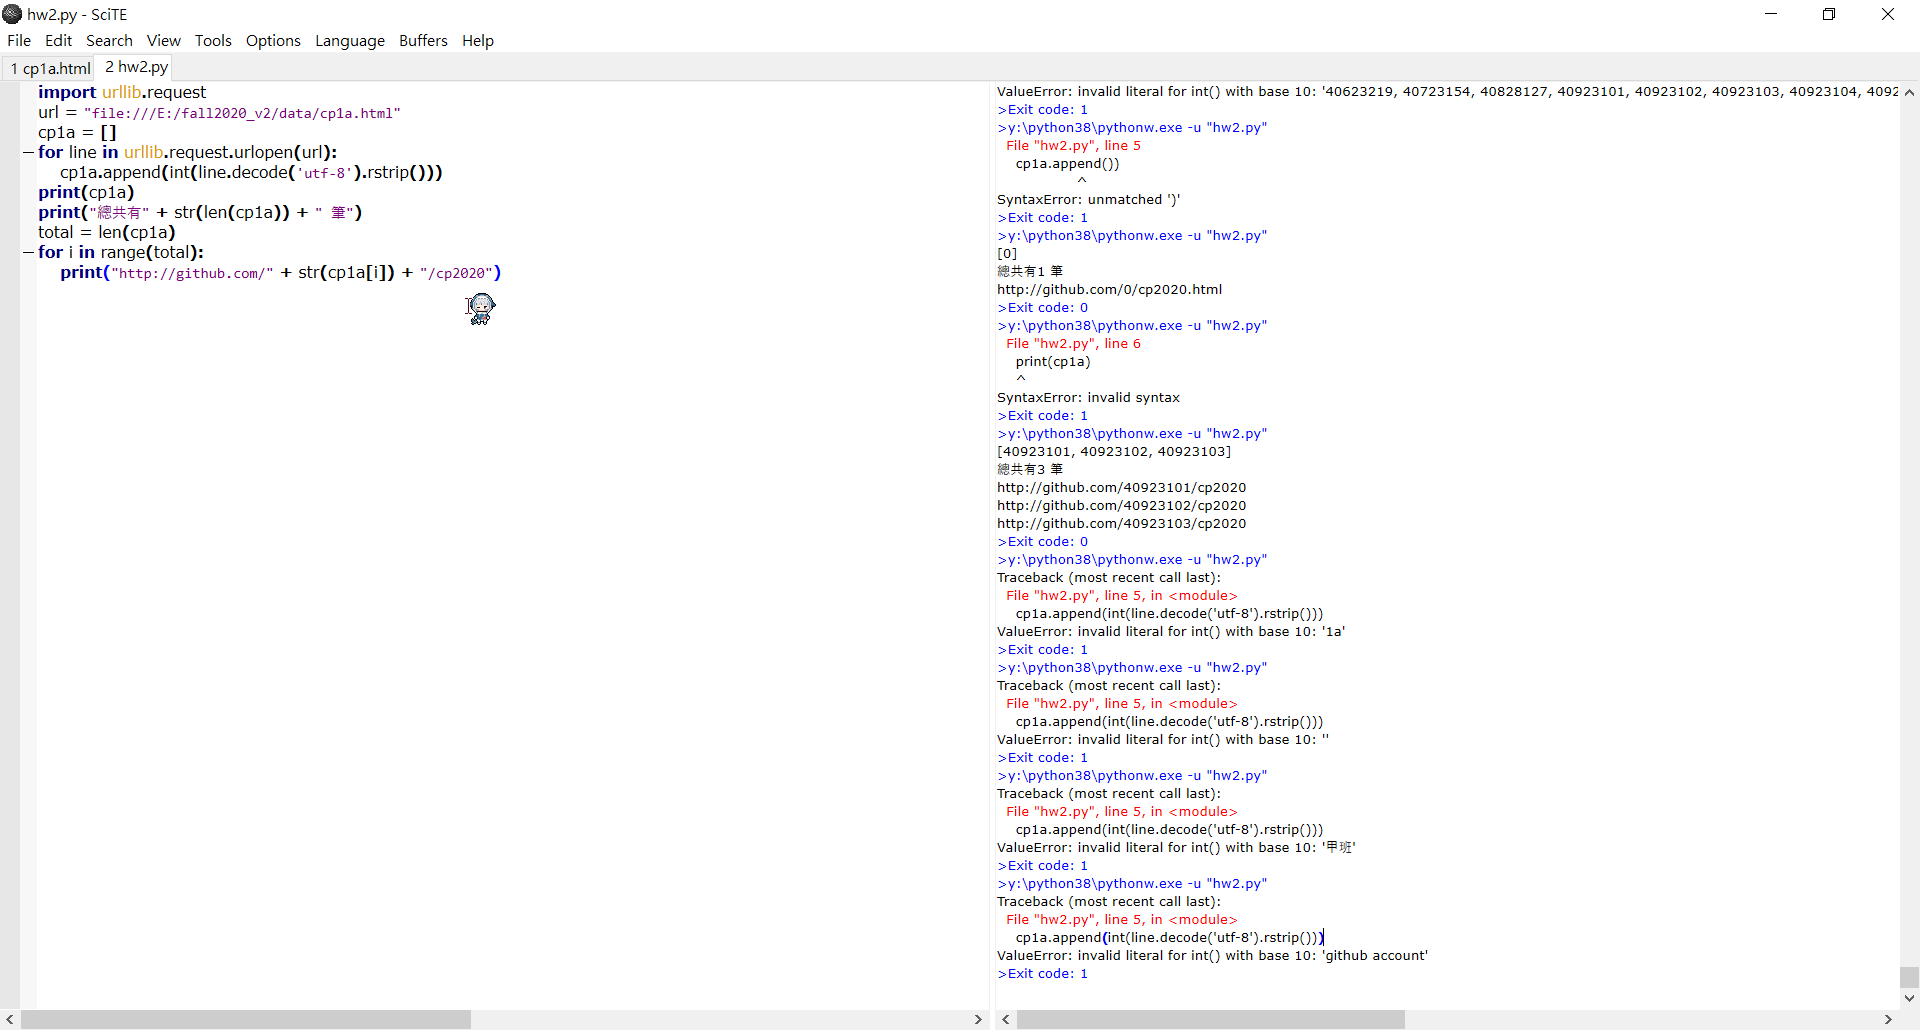 hw2.py - SciTE
File Edit Search View Tools Options Language Buffers Help
1 cp1a.html 2 hw2.py
import urllib.request
url = "file:///E:/fall2020_v2/data/cp1a.html"
cp1a = []
for line in urllib.request.urlopen(url):
cp1a.append(int(line.decode('utf-8').rstrip()))
print(cp1a)
print("總共有" + str(len(cp1a)) + " 筆")
total = len(cp1a)
for i in range(total):
print("http://github.com/" + str(cp1a[i]) + "/cp2020")
ValueError: invalid literal for int() with base 10: '40623219, 40723154, 40828127, 40923101, 40923102, 40923103, 40923104, 4092
>Exit code: 1
>y:\python38\pythonw.exe -u "hw2.py"
File "hw2.py", line 5
cp1a.append())
^
SyntaxError: unmatched ')'
>Exit code: 1
>y:\python38\pythonw.exe -u "hw2.py"
[0]
總共有1 筆
http://github.com/0/cp2020.html
>Exit code: 0
>y:\python38\pythonw.exe -u "hw2.py"
File "hw2.py", line 6
print(cp1a)
^
SyntaxError: invalid syntax
>Exit code: 1
>y:\python38\pythonw.exe -u "hw2.py"
[40923101, 40923102, 40923103]
總共有3 筆
http://github.com/40923101/cp2020
http://github.com/40923102/cp2020
http://github.com/40923103/cp2020
>Exit code: 0
>y:\python38\pythonw.exe -u "hw2.py"
Traceback (most recent call last):
File "hw2.py", line 5, in <module>
cp1a.append(int(line.decode('utf-8').rstrip()))
ValueError: invalid literal for int() with base 10: '1a'
>Exit code: 1
>y:\python38\pythonw.exe -u "hw2.py"
Traceback (most recent call last):
File "hw2.py", line 5, in <module>
cp1a.append(int(line.decode('utf-8').rstrip()))
ValueError: invalid literal for int() with base 10: ''
>Exit code: 1
>y:\python38\pythonw.exe -u "hw2.py"
Traceback (most recent call last):
File "hw2.py", line 5, in <module>
cp1a.append(int(line.decode('utf-8').rstrip()))
ValueError: invalid literal for int() with base 10: '甲班'
>Exit code: 1
>y:\python38\pythonw.exe -u "hw2.py"
Traceback (most recent call last):
File "hw2.py", line 5, in <module>
cp1a.append(int(line.decode('utf-8').rstrip()))
ValueError: invalid literal for int() with base 10: 'github account'
>Exit code: 1